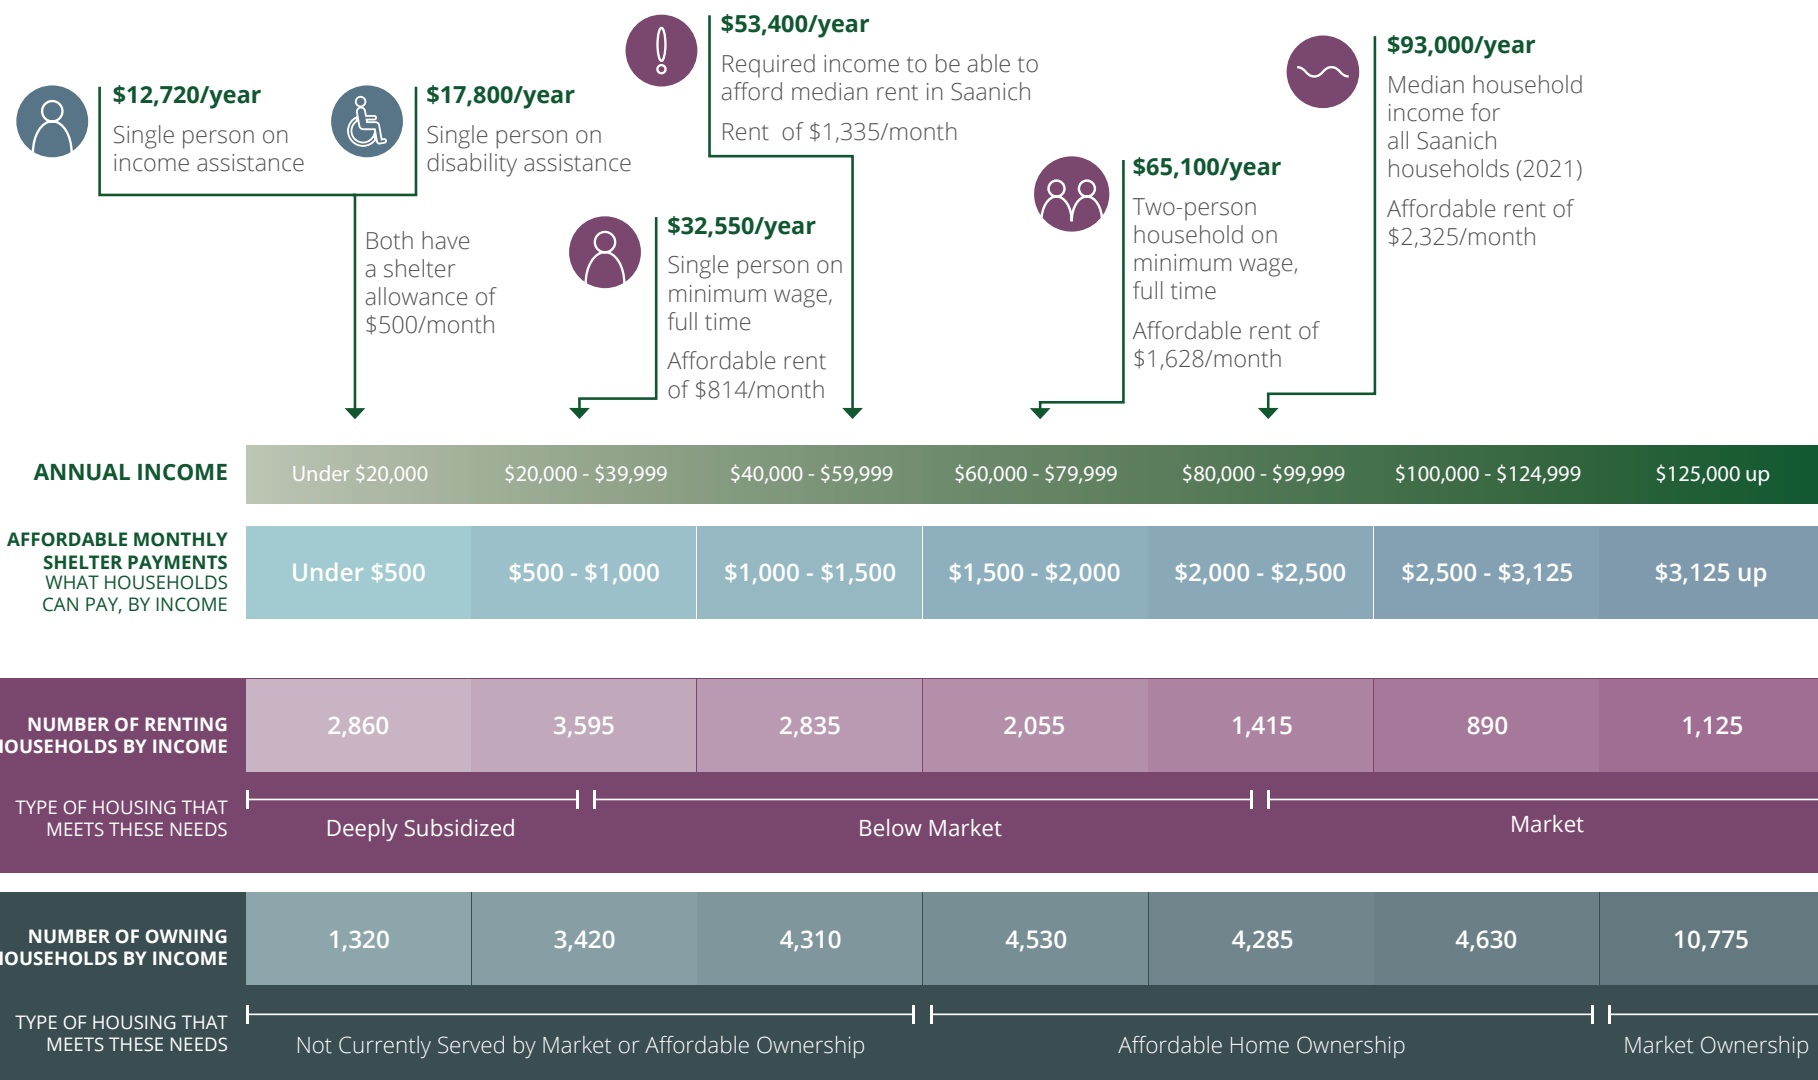 $12,720/year
Single person on
income assistance
$17,800/year
Single person on
disability assistance
Both have
a shelter
allowance of
$500/month
$53,400/year
Required income to be able to
afford median rent in Saanich
Rent of $1,335/month
$32,550/year
Single person on
minimum wage,
full time
Affordable rent
of $814/month
$65,100/year
Two-person
household on
minimum wage,
full time
Affordable rent of
$1,628/month
$93,000/year
Median household
income for
all Saanich
households (2021)
Affordable rent of
$2,325/month
ANNUAL INCOME
Under $20,000
$20,000 - $39,999
$40,000 - $59,999
$60,000 - $79,999
$80,000 - $99,999
$100,000 - $124,999
$125,000 up
AFFORDABLE MONTHLY
SHELTER PAYMENTS
WHAT HOUSEHOLDS
CAN PAY, BY INCOME
Under $500
$500 - $1,000
$1,000 - $1,500
$1,500 - $2,000
$2,000 - $2,500
$2,500 - $3,125
$3,125 up
NUMBER OF RENTING
OUSEHOLDS BY INCOME
2,860
3,595
2,835
2,055
1,415
890
1,125
TYPE OF HOUSING THAT
MEETS THESE NEEDS
Deeply Subsidized
Below Market
Market
NUMBER OF OWNING
OUSEHOLDS BY INCOME
1,320
3,420
4,310
4,530
4,285
4,630
10,775
TYPE OF HOUSING THAT
MEETS THESE NEEDS
Not Currently Served by Market or Affordable Ownership
Affordable Home Ownership
Market Ownership